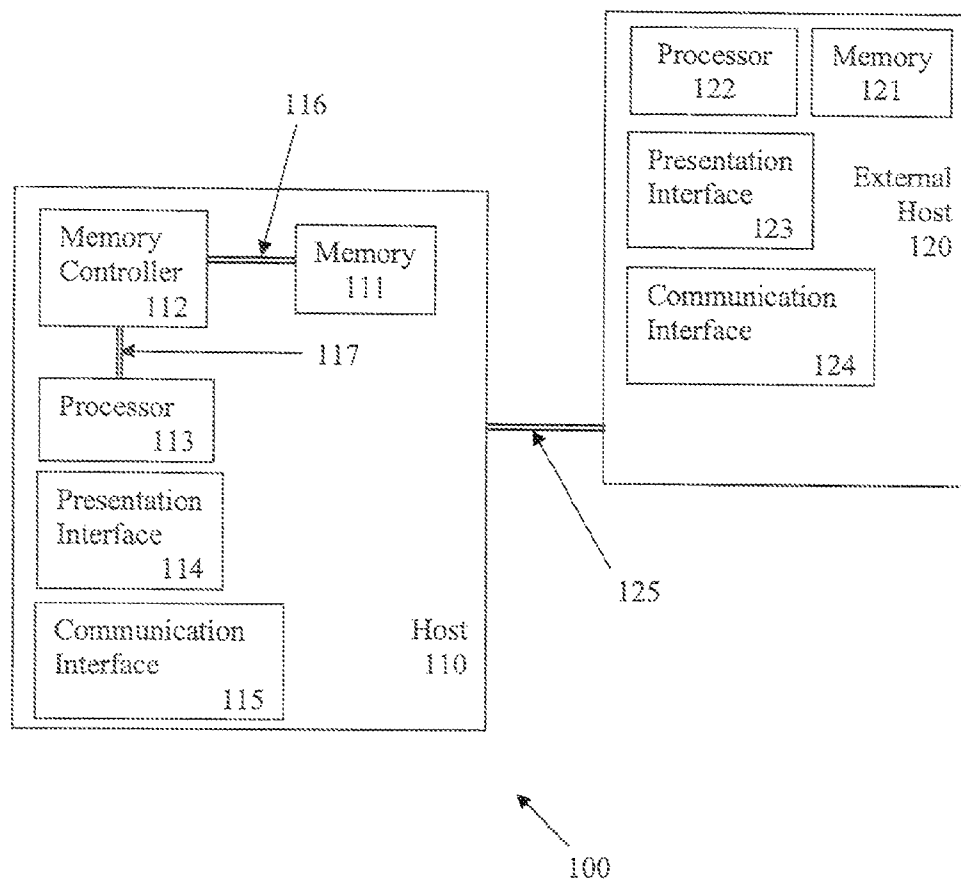 Processor
122
Memory
121
Presentation
Interface
123
External
Host
120
Communication
Interface
124
116
Memory
Controller
112
Memory
111
117
Processor
113
Presentation
Interface
114
Communication
Interface
115
Host
110
125
100